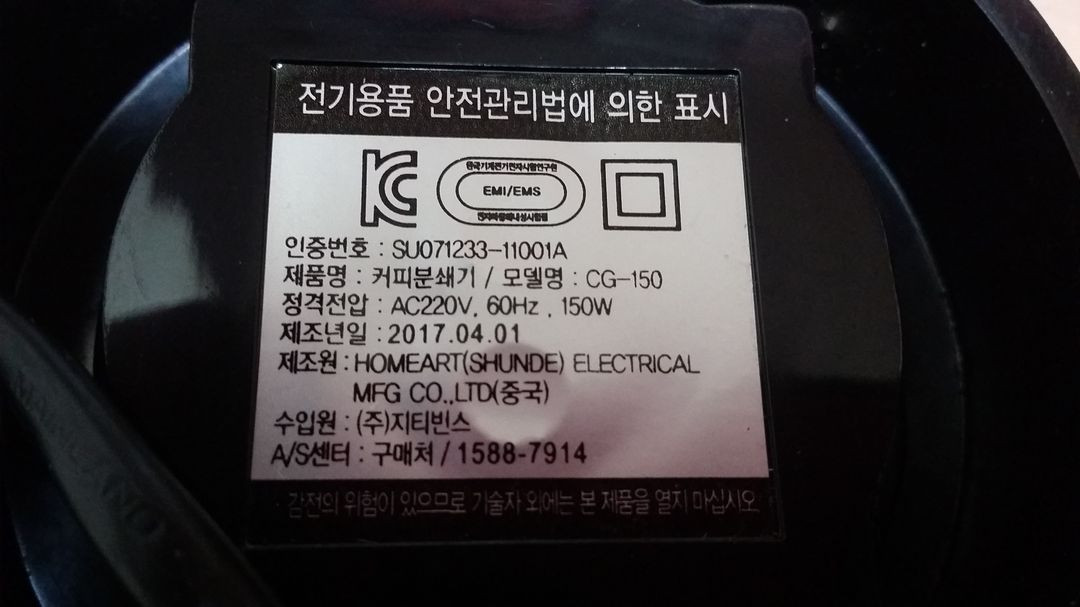 전기용품 안전관리법에 의한 표시
EMI/EMS
인증번호 : SU071233-11001A
제품명 : 커피분쇄기 / 모델명 : CG-150
정격전압 : AC220V, 60Hz , 150W
제조년일 : 2017.04.01
제조원 : HOMEART(SHUNDE) ELECTRICAL
MFG CO.,LTD(중국)
수입원 : (주)지티빈스
A/S센터 : 구매처 / 1588-7914
· 감전의 위험이 있으므로 기술자 외에는 본 제품을 열지 마십시오